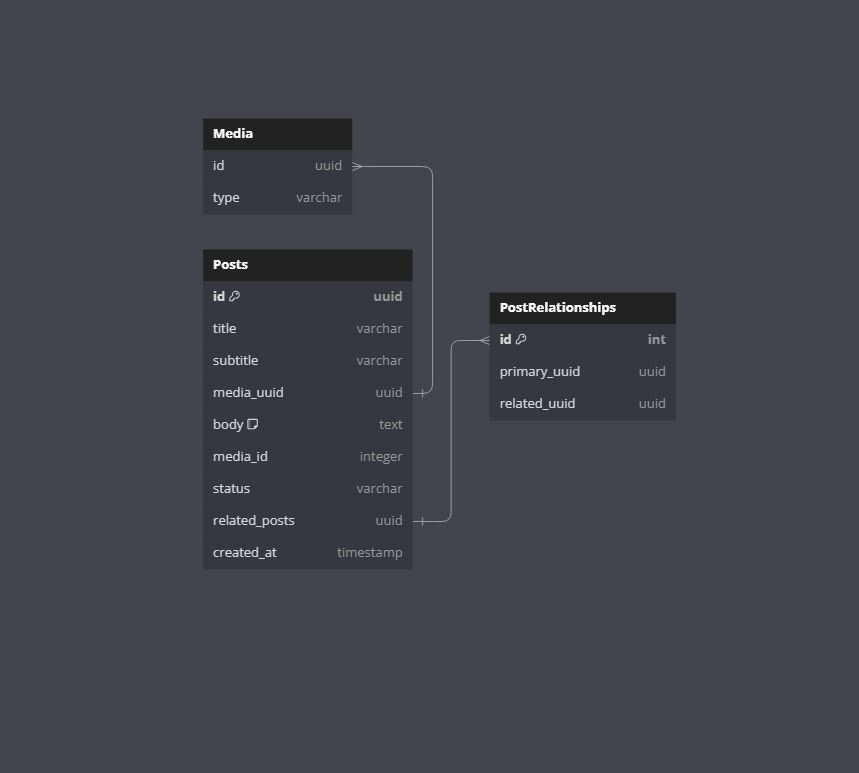 Media
id uuid
type varchar
Posts
id uuid
title varchar
subtitle varchar
media_uuid uuid
body text
media_id integer
status varchar
related_posts uuid
created_at timestamp
PostRelationships
id int
primary_uuid uuid
related_uuid uuid